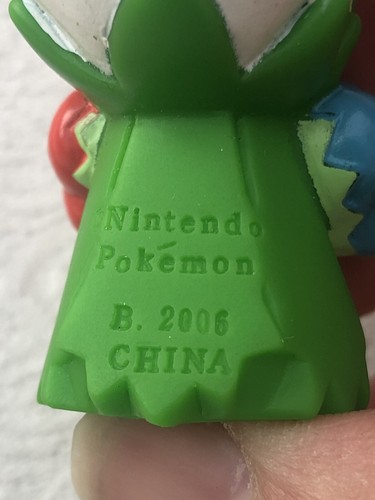 Nintendo
Pokémon
B. 2006
CHINA